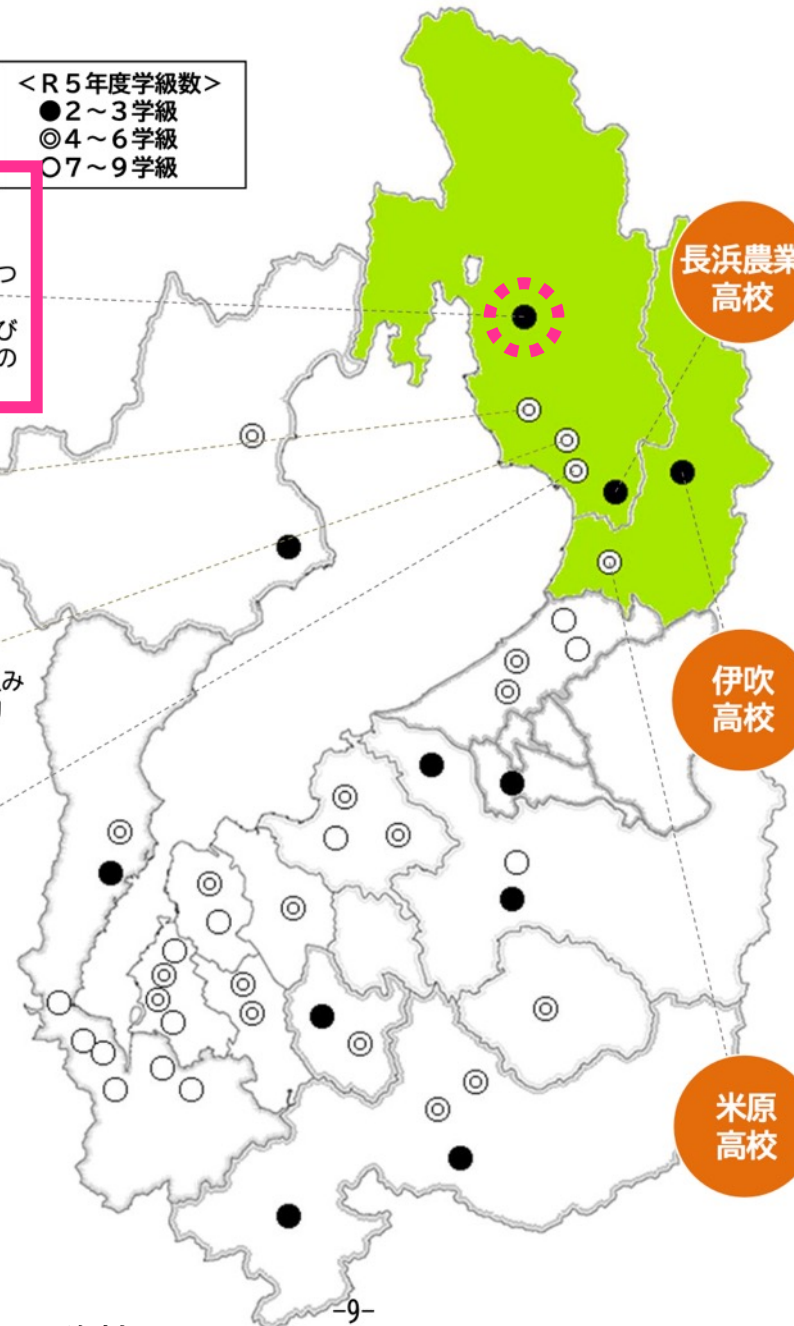 <R5年度学級数>
●2～3学級
◎4～6学級
○7～9学級
つ
び
の
長浜農業
高校
み
伊吹
高校
米原
高校
-9-